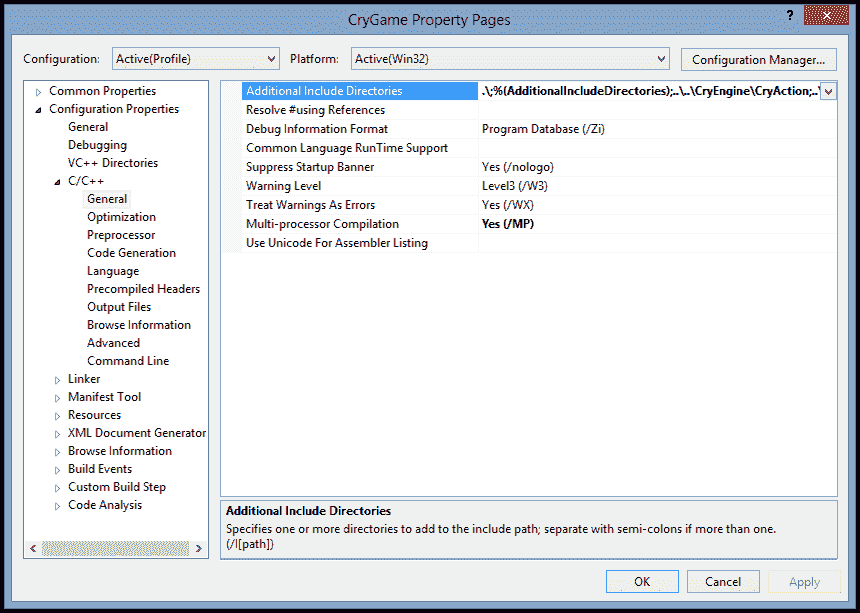 CryGame Property Pages
?
Configuration: Active(Profile) Platform: Active(Win32) Configuration Manager...
Common Properties
Configuration Properties
General
Debugging
VC++ Directories
C/C++
General
Optimization
Preprocessor
Code Generation
Language
Precompiled Headers
Output Files
Browse Information
Advanced
Command Line
Linker
Manifest Tool
Resources
XML Document Generator
Browse Information
Build Events
Custom Build Step
Code Analysis
Additional Include Directories .\;%(AdditionalIncludeDirectories);..\..\CryEngine\CryAction;..\
Resolve #using References
Debug Information Format Program Database (/Zi)
Common Language RunTime Support
Suppress Startup Banner Yes (/nologo)
Warning Level Level3 (/W3)
Treat Warnings As Errors Yes (/WX)
Multi-processor Compilation Yes (/MP)
Use Unicode For Assembler Listing
Additional Include Directories
Specifies one or more directories to add to the include path; separate with semi-colons if more than one.
(/I[path])
OK Cancel Apply